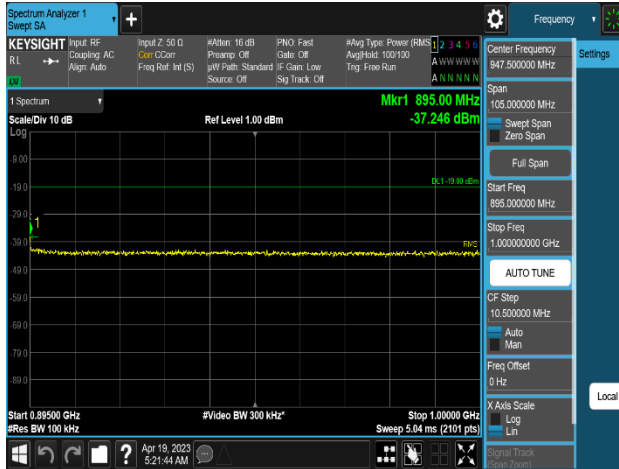 Spectrum Analyzer 1
Swept SA
+
Frequency
KEYSIGHT
R L
Input: RF
Coupling: AC
Align: Auto
Input Z: 50 Ω
Corr CCorr
Freq Ref: Int (S)
#Atten: 16 dB
Preamp: Off
µW Path: Standard
Source: Off
PNO: Fast
Gate: Off
IF Gain: Low
Sig Track: Off
#Avg Type: Power (RMS
Avg|Hold: 100/100
Trig: Free Run
1 2 3 4 5 6
A W W W W W
A N N N N N
1 Spectrum
Scale/Div 10 dB
Log
Ref Level 1.00 dBm
Mkr1 895.00 MHz
-37.246 dBm
-9.00
-19.0
DL1 -19.00 dBm
-29.0
1
-39.0
RMS
-49.0
-59.0
-69.0
-79.0
-89.0
Start 0.89500 GHz
#Res BW 100 kHz
#Video BW 300 kHz*
Stop 1.00000 GHz
Sweep 5.04 ms (2101 pts)
?
Apr 19, 2023
5:21:44 AM
Center Frequency
947.500000 MHz
Span
105.000000 MHz
Swept Span
Zero Span
Full Span
Start Freq
895.000000 MHz
Stop Freq
1.000000000 GHz
AUTO TUNE
CF Step
10.500000 MHz
Auto
Man
Freq Offset
0 Hz
X Axis Scale
Log
Lin
Signal Track
(Span Zoom)
Settings
Local